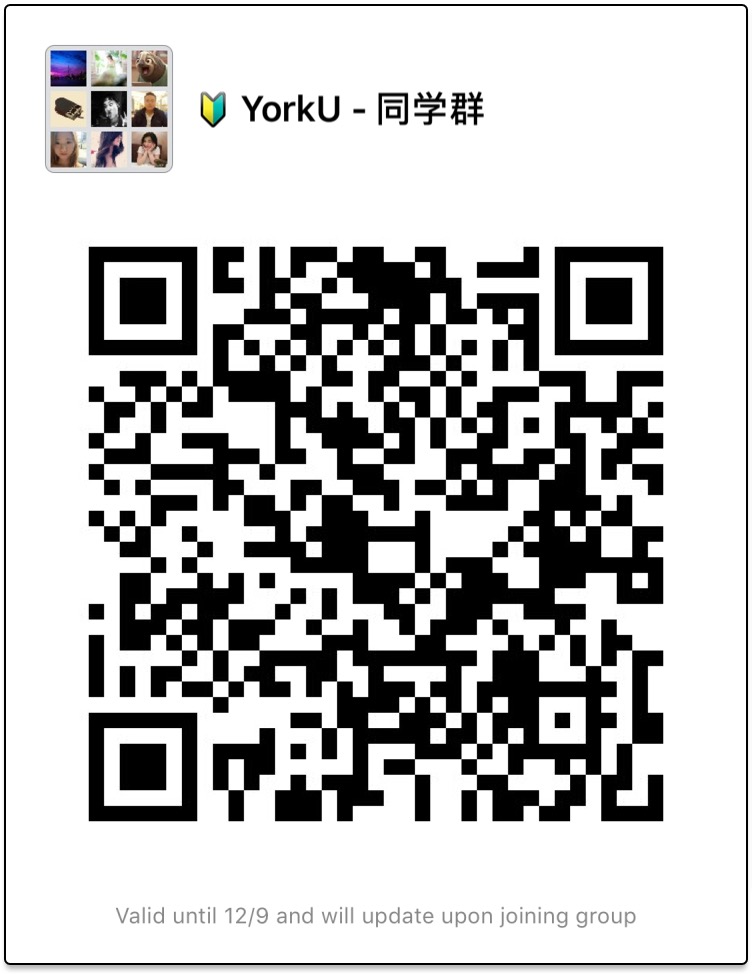 YorkU - 同学群
Valid until 12/9 and will update upon joining group